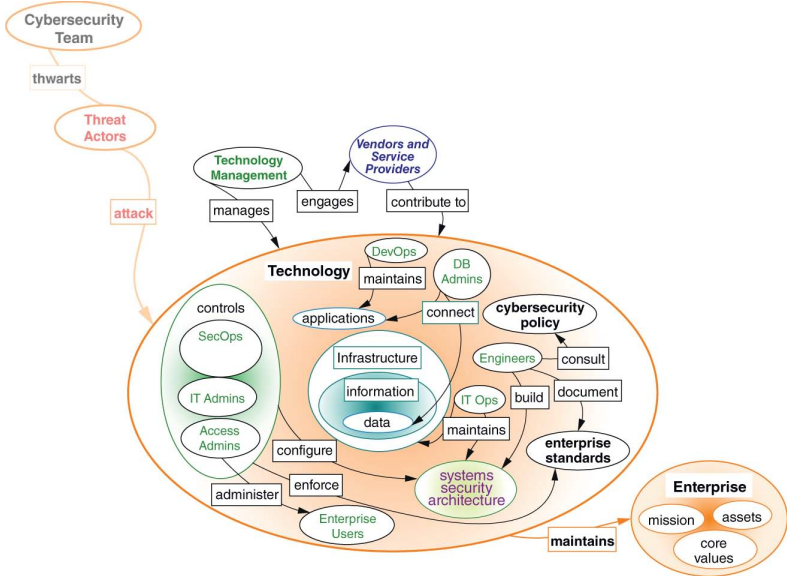 Cybersecurity
Team
thwarts
Threat
Actors
attack
Technology
Management
manages
engages
Vendors and
Service
Providers
contribute to
Technology
DevOps
maintains
applications
DB
Admins
connect
controls
SecOps
IT Admins
Access
Admins
Infrastructure
information
data
cybersecurity
policy
Engineers
consult
build
document
IT Ops
maintains
enterprise
standards
configure
enforce
administer
systems
security
architecture
Enterprise
Users
maintains
Enterprise
mission
assets
core
values